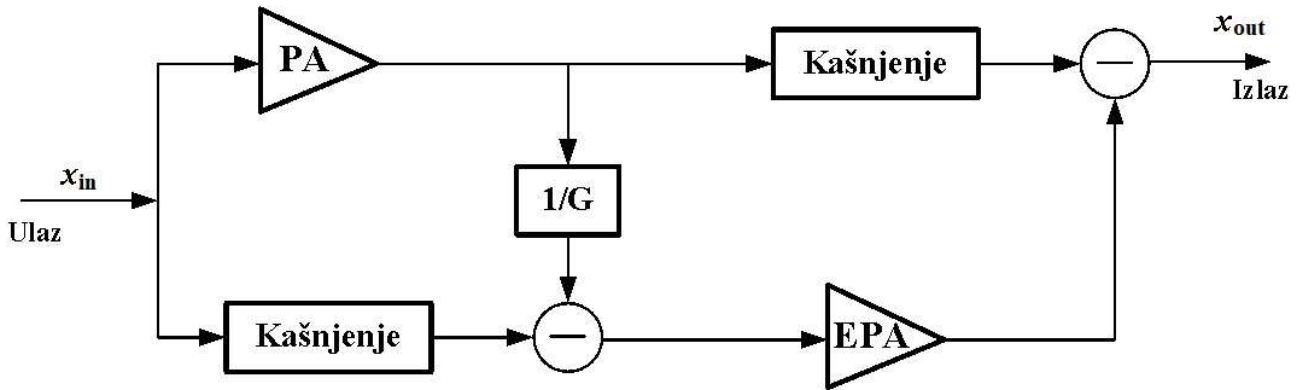 x_out
PA
Kašnjenje
—
Izlaz
x_in
1/G
Ulaz
Kašnjenje
—
EPA